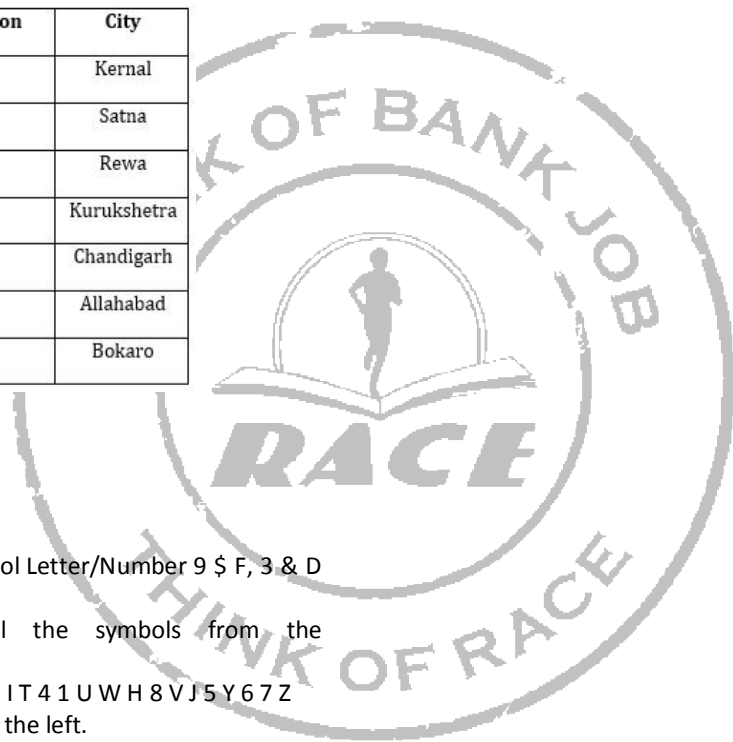 on City
Kernal
Satna
Rewa
Kurukshetra
Chandigarh
Allahabad
Bokaro
K OF BANK JOB
RACE
THINK OF RACE
ol Letter/Number 9 $ F, 3 & D
l the symbols from the
I T 4 1 U W H 8 V J 5 Y 6 7 Z
the left.